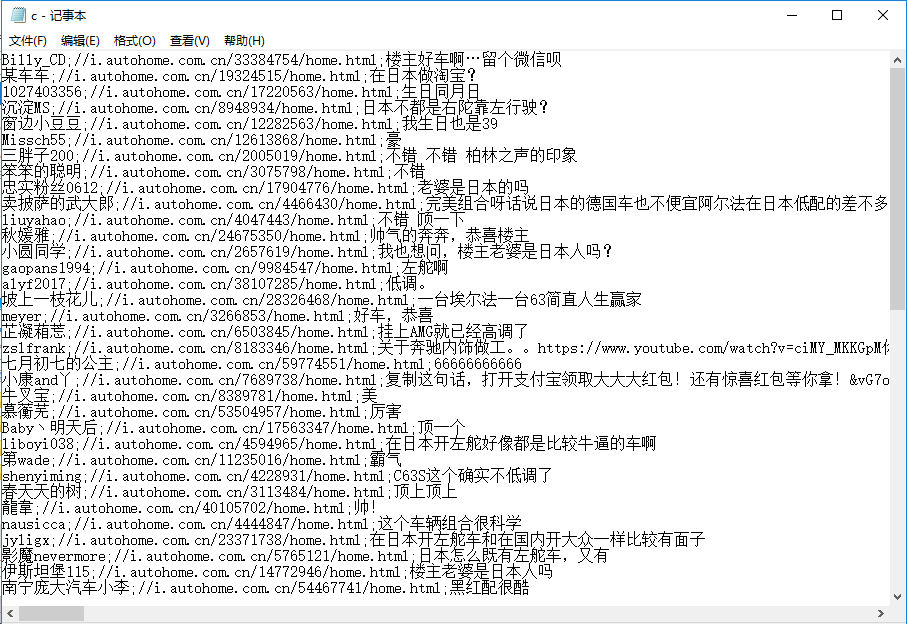 c - 记事本
文件(F) 编辑(E) 格式(O) 查看(V) 帮助(H)
Billy_CD;//i.autohome.com.cn/33384754/home.html;楼主好车啊…留个微信呗
某车车;//i.autohome.com.cn/19324515/home.html;在日本做淘宝？
1027403356;//i.autohome.com.cn/17220563/home.html;生日同月日
沉淀MS;//i.autohome.com.cn/8948934/home.html;日本不都是右陀靠左行驶？
窗边小豆豆;//i.autohome.com.cn/12282563/home.html;我生日也是39
Missch55;//i.autohome.com.cn/12613868/home.html;豪
三胖子200;//i.autohome.com.cn/2005019/home.html;不错 不错 柏林之声的印象
笨笨的聪明;//i.autohome.com.cn/3075798/home.html;不错
忠实粉丝0612;//i.autohome.com.cn/17904776/home.html;老婆是日本的吗
卖披萨的武大郎;//i.autohome.com.cn/4466430/home.html;完美组合呀话说日本的德国车也不便宜阿尔法在日本低配的差不多
liuyahao;//i.autohome.com.cn/4047443/home.html;不错 顶一下
秋媛雅;//i.autohome.com.cn/24675350/home.html;帅气的奔奔，恭喜楼主
小圆同学;//i.autohome.com.cn/2657619/home.html;我也想问，楼主老婆是日本人吗？
gaopans1994;//i.autohome.com.cn/9984547/home.html;左舵啊
alyf2017;//i.autohome.com.cn/38107285/home.html;低调。
坡上一枝花儿;//i.autohome.com.cn/28326468/home.html;一台埃尔法一台63简直人生赢家
meyer;//i.autohome.com.cn/3266853/home.html;好车，恭喜
芷凝葙莣;//i.autohome.com.cn/6503845/home.html;挂上AMG就已经高调了
zslfrank;//i.autohome.com.cn/8183346/home.html;关于奔驰内饰做工。。https://www.youtube.com/watch?v=ciMY_MKKGpM
七月初七的公主;//i.autohome.com.cn/59774551/home.html;66666666666
小康and丫;//i.autohome.com.cn/7689738/home.html;复制这句话，打开支付宝领取大大大红包！还有惊喜红包等你拿！&vG7o
牛叉宝;//i.autohome.com.cn/8389781/home.html;美
慕蘅芜;//i.autohome.com.cn/53504957/home.html;厉害
Baby丶明天后;//i.autohome.com.cn/17563347/home.html;顶一个
liboyi038;//i.autohome.com.cn/4594965/home.html;在日本开左舵好像都是比较牛逼的车啊
第wade;//i.autohome.com.cn/11235016/home.html;霸气
shenyiming;//i.autohome.com.cn/4228931/home.html;C63S这个确实不低调了
春天天的树;//i.autohome.com.cn/3113484/home.html;顶上顶上
龍韋;//i.autohome.com.cn/40105702/home.html;帅！
nausicca;//i.autohome.com.cn/4444847/home.html;这个车辆组合很科学
jyligx;//i.autohome.com.cn/23371738/home.html;在日本开左舵车和在国内开大众一样比较有面子
影魔nevermore;//i.autohome.com.cn/5765121/home.html;日本怎么既有左舵车，又有
伊斯坦堡115;//i.autohome.com.cn/14772946/home.html;楼主老婆是日本人吗
南宁庞大汽车小李;//i.autohome.com.cn/54467741/home.html;黑红配很酷